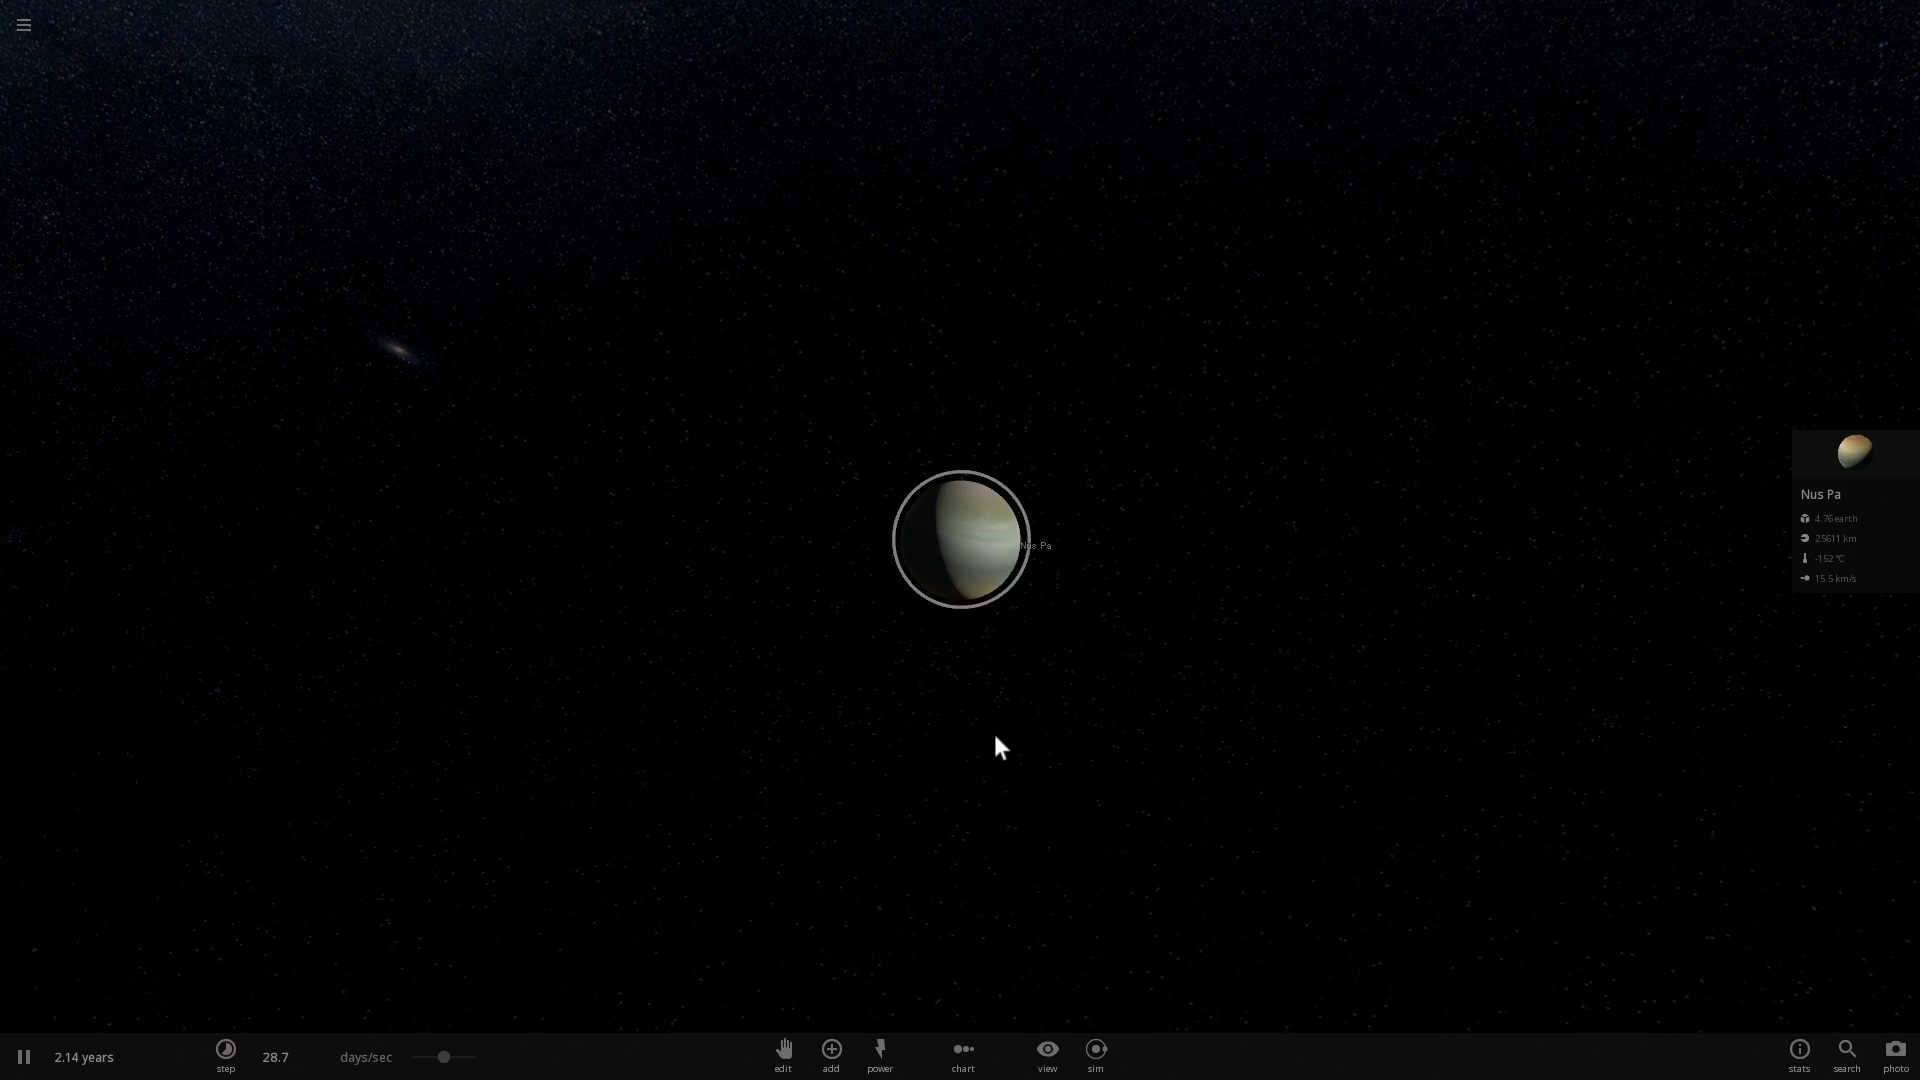 Nus Pa
Nus Pa
4.76 earth
25611 km
-152 °C
15.5 km/s
2.14 years
step
28.7
days/sec
edit
add
power
chart
view
sim
stats
search
photo